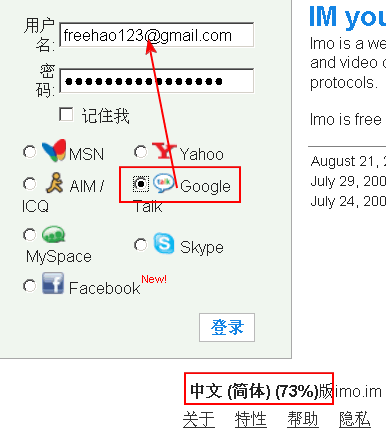 用户名:
freehao123@gmail.com
密码:
●●●●●●●●●●●●●●●●
记住我
MSN
Yahoo
AIM / ICQ
Google Talk
MySpace
Skype
Facebook New!
登录
IM you
Imo is a we
and video c
protocols.
Imo is free
August 21, 2
July 29, 200
July 24, 200
中文 (简体) (73%)版imo.im
关于 特性 帮助 隐私